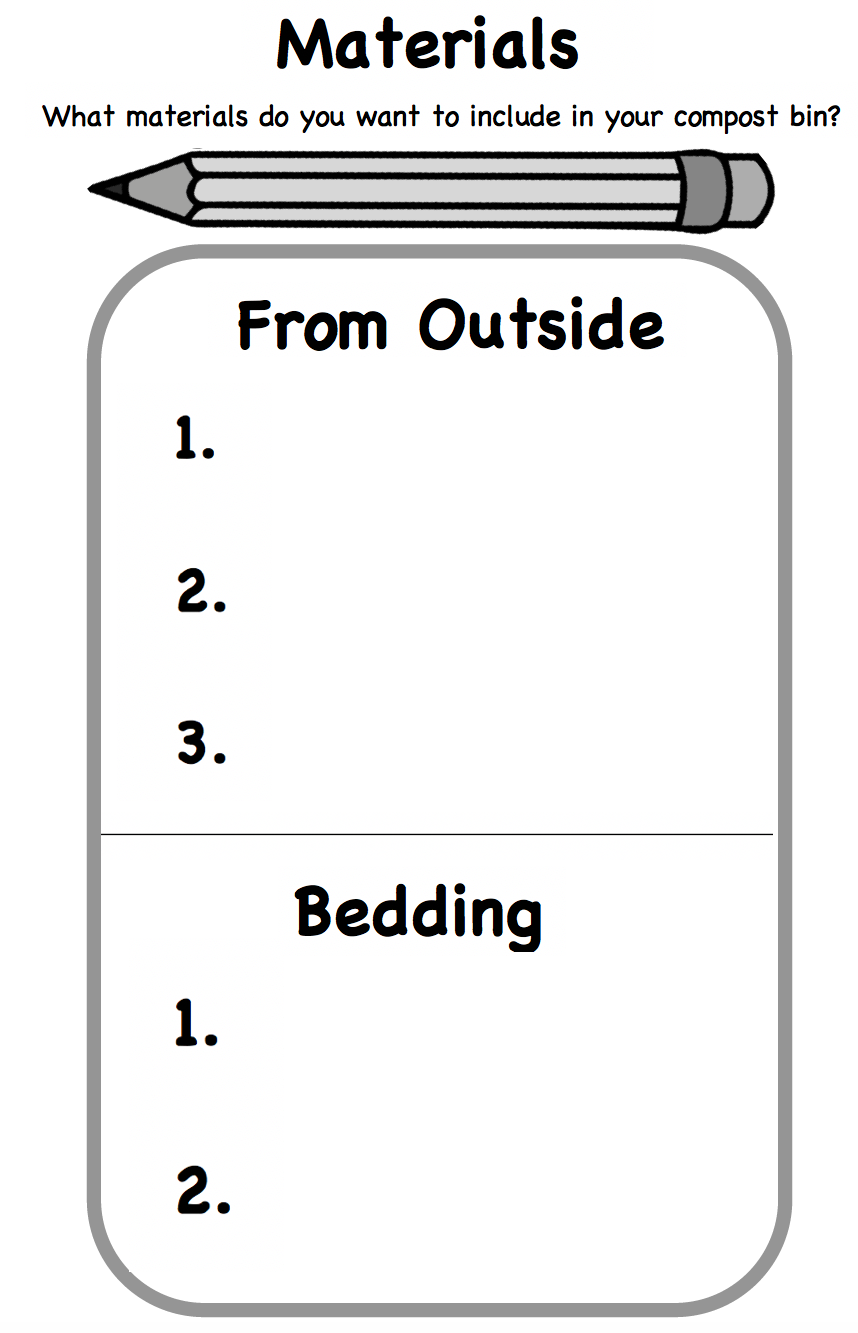 Materials
What materials do you want to include in your compost bin?
From Outside
1.
2.
3.
Bedding
1.
2.